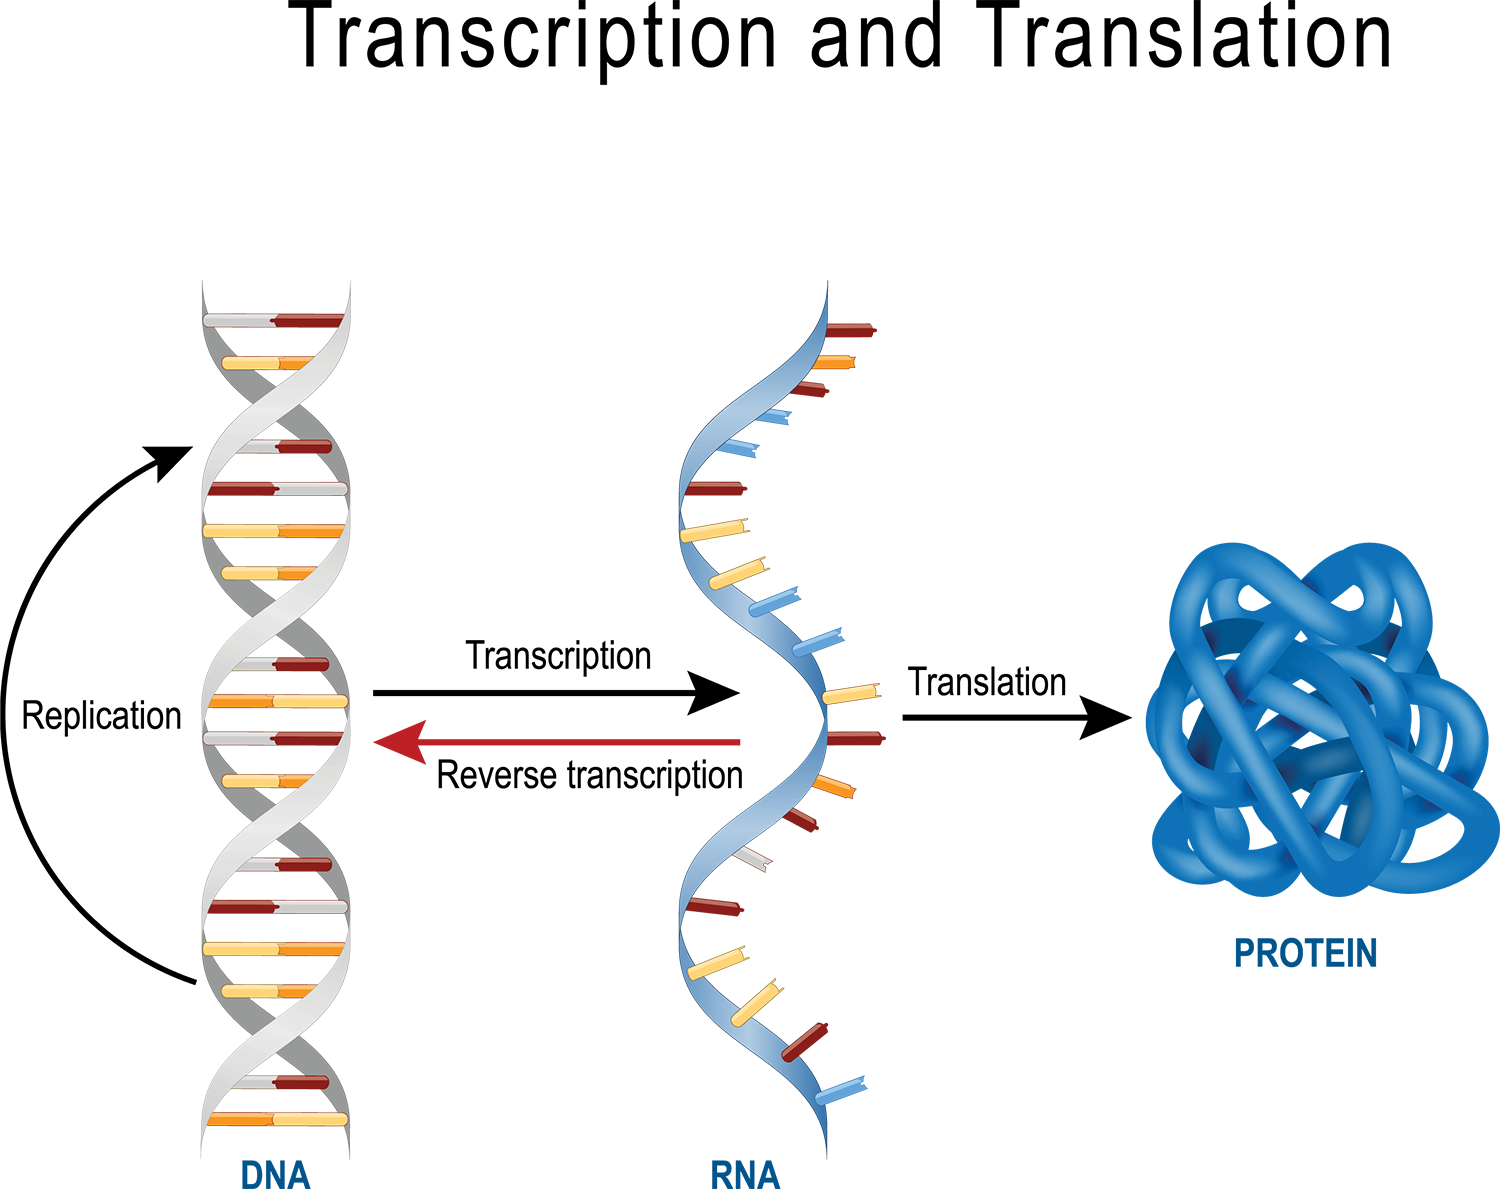 Transcription and Translation
Replication
Transcription
Reverse transcription
Translation
DNA
RNA
PROTEIN